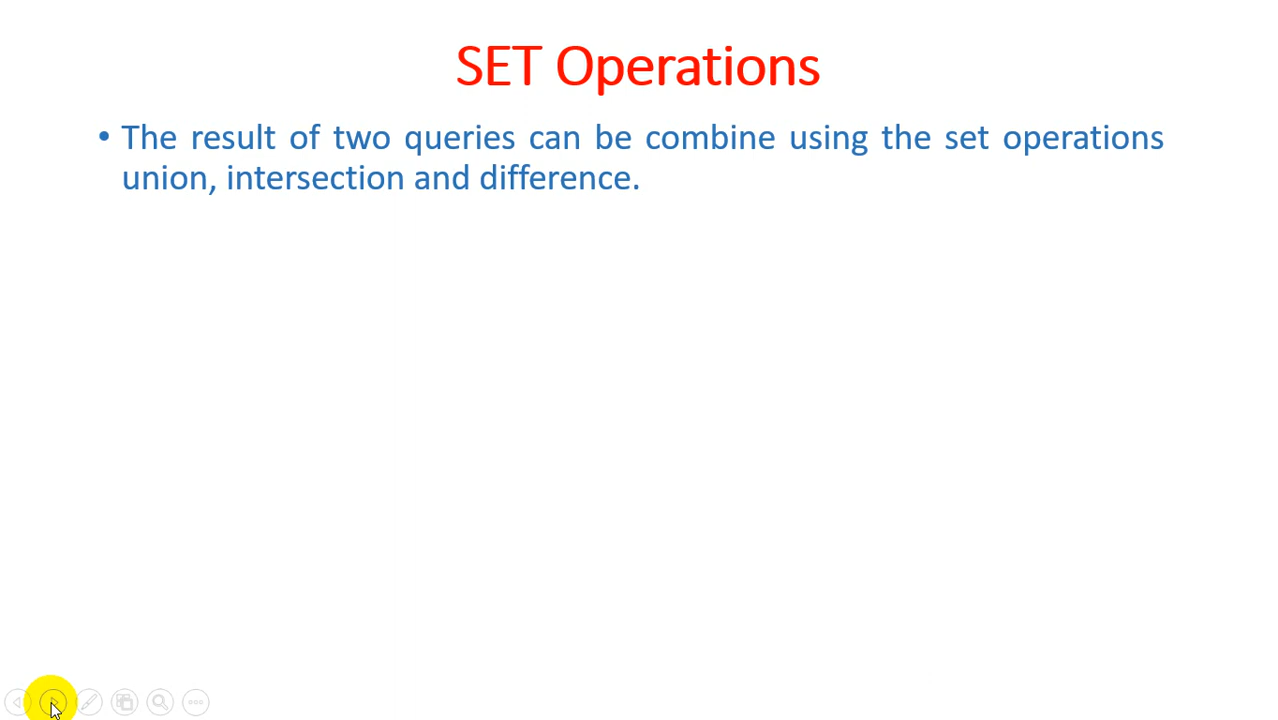 SET Operations
• The result of two queries can be combine using the set operations
union, intersection and difference.